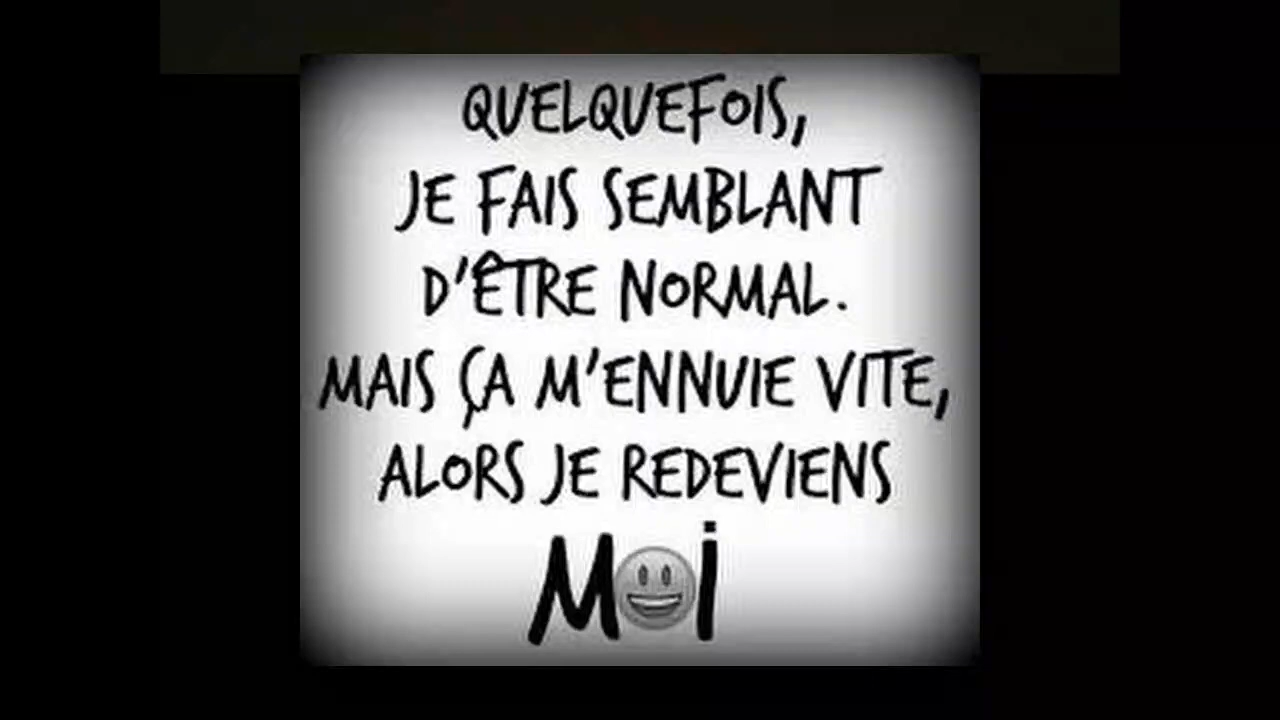 QUELQUEFOIS,
JE FAIS SEMBLANT
D'ÊTRE NORMAL.
MAIS ÇA M'ENNUIE VITE,
ALORS JE REDEVIENS
MOi